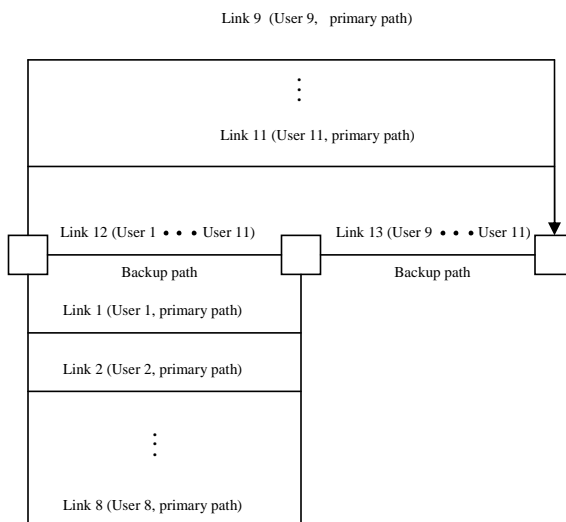 Link 9 (User 9, primary path)
Link 11 (User 11, primary path)
Link 12 (User 1 • • • User 11)
Link 13 (User 9 • • • User 11)
Backup path
Backup path
Link 1 (User 1, primary path)
Link 2 (User 2, primary path)
Link 8 (User 8, primary path)